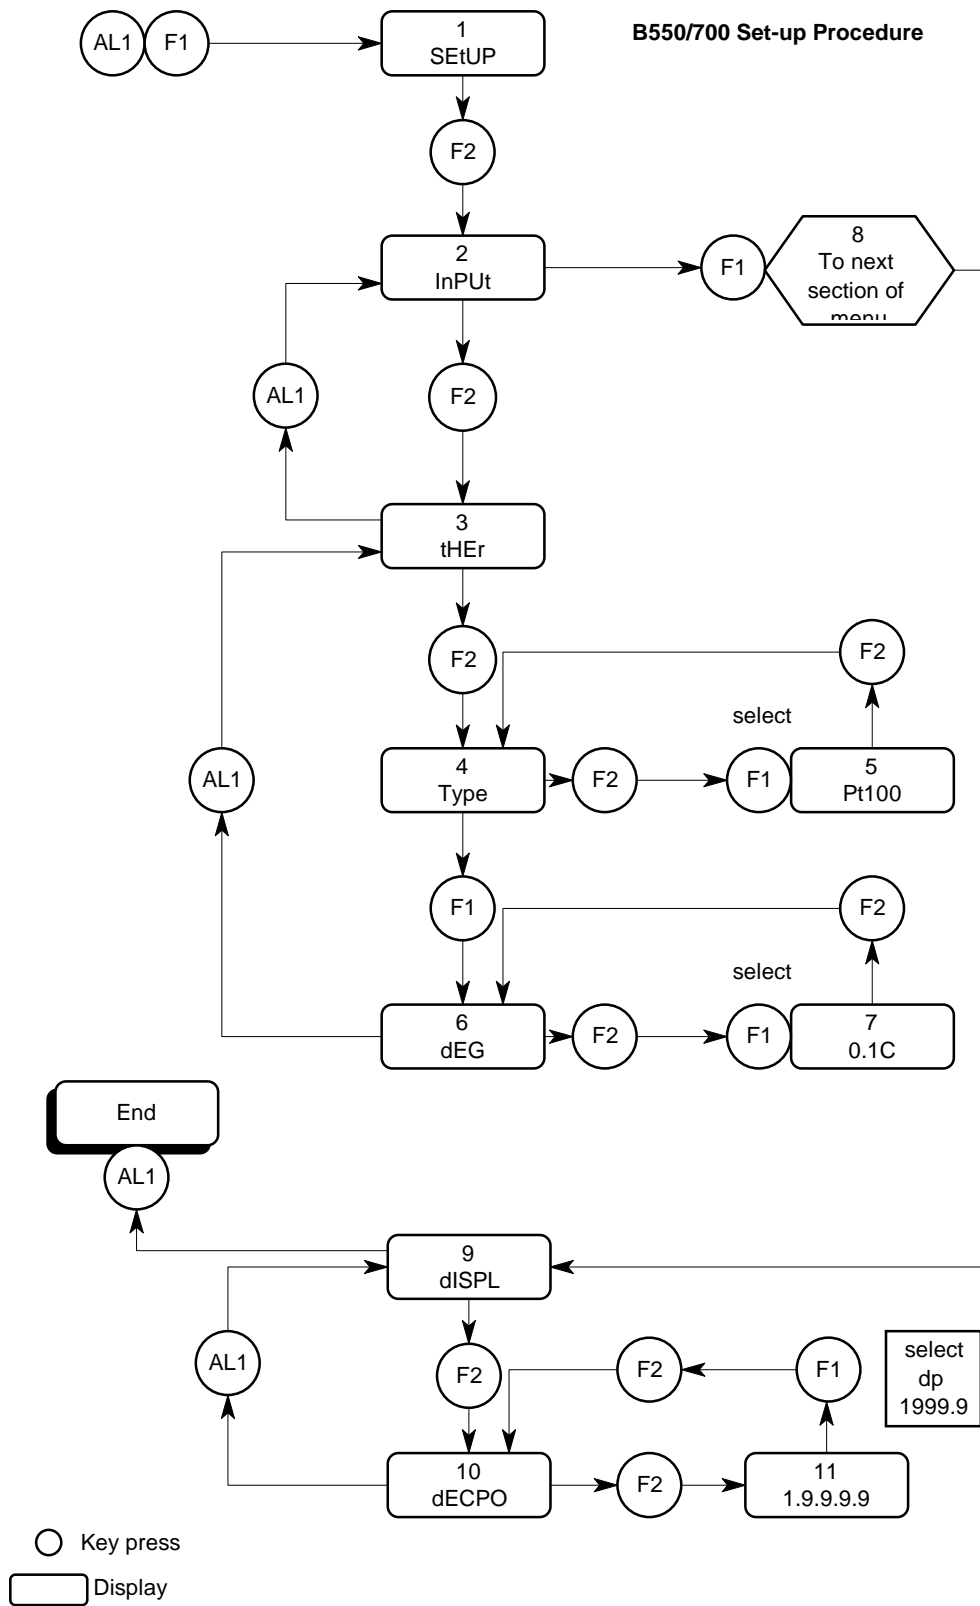 B550/700 Set-up Procedure
AL1
F1
1
SEtUP
F2
2
InPUt
F1
8
To next
section of
menu
AL1
F2
3
tHEr
F2
F2
select
AL1
4
Type
F2
F1
5
Pt100
F1
F2
select
6
dEG
F2
F1
7
0.1C
End
AL1
9
dISPL
AL1
F2
F2
F1
select
dp
1999.9
10
dECPO
F2
11
1.9.9.9.9
Key press
Display